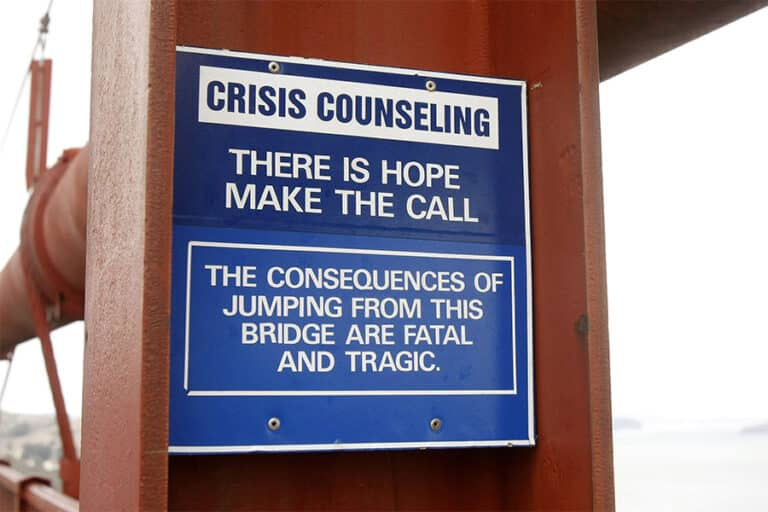 CRISIS COUNSELING
THERE IS HOPE
MAKE THE CALL
THE CONSEQUENCES OF
JUMPING FROM THIS
BRIDGE ARE FATAL
AND TRAGIC.